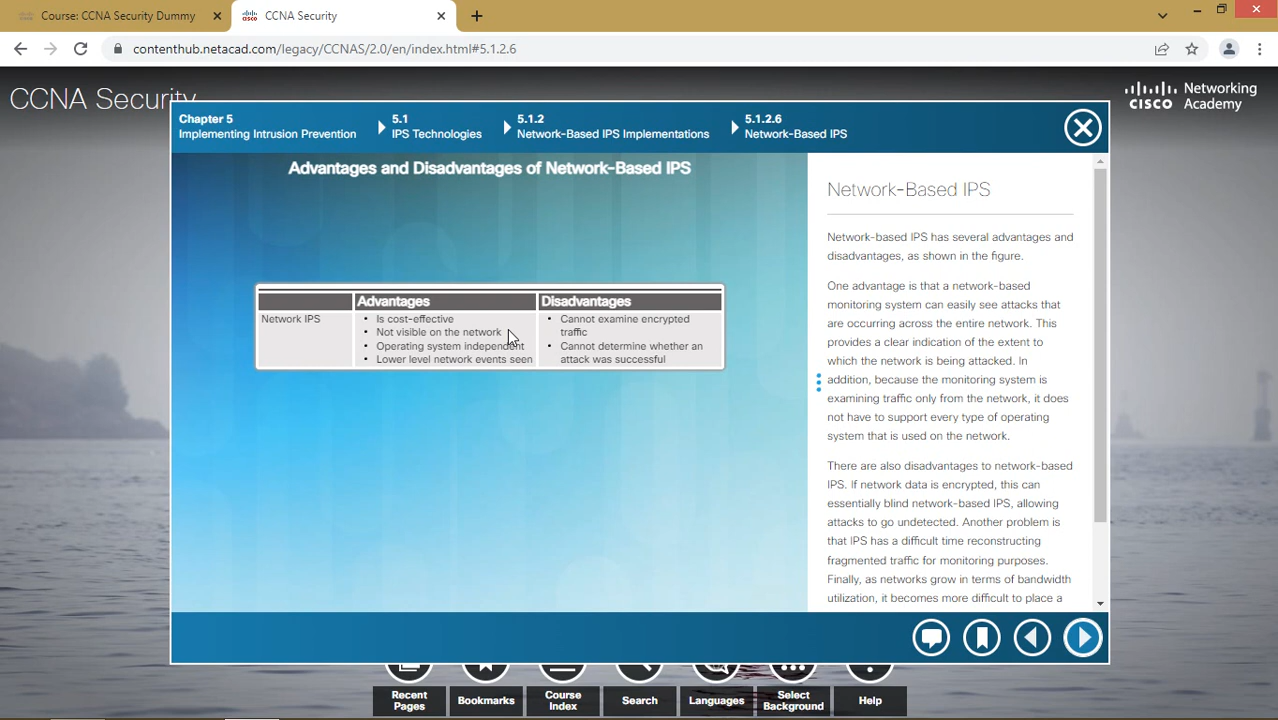 Course: CCNA Security Dummy
CCNA Security
contenthub.netacad.com/legacy/CCNAS/2.0/en/index.html#5.1.2.6
CCNA Security
Networking
CISCO Academy
Chapter 5
Implementing Intrusion Prevention
5.1
IPS Technologies
5.1.2
Network-Based IPS Implementations
5.1.2.6
Network-Based IPS
Advantages and Disadvantages of Network-Based IPS
Advantages
Disadvantages
Network IPS
• Is cost-effective
• Not visible on the network
• Operating system independent
• Lower level network events seen
• Cannot examine encrypted
traffic
• Cannot determine whether an
attack was successful
Network-Based IPS
Network-based IPS has several advantages and
disadvantages, as shown in the figure.
One advantage is that a network-based
monitoring system can easily see attacks that
are occurring across the entire network. This
provides a clear indication of the extent to
which the network is being attacked. In
addition, because the monitoring system is
examining traffic only from the network, it does
not have to support every type of operating
system that is used on the network.
There are also disadvantages to network-based
IPS. If network data is encrypted, this can
essentially blind network-based IPS, allowing
attacks to go undetected. Another problem is
that IPS has a difficult time reconstructing
fragmented traffic for monitoring purposes.
Finally, as networks grow in terms of bandwidth
utilization, it becomes more difficult to place a
Recent
Pages
Bookmarks
Course
Index
Search
Languages
Select
Background
Help